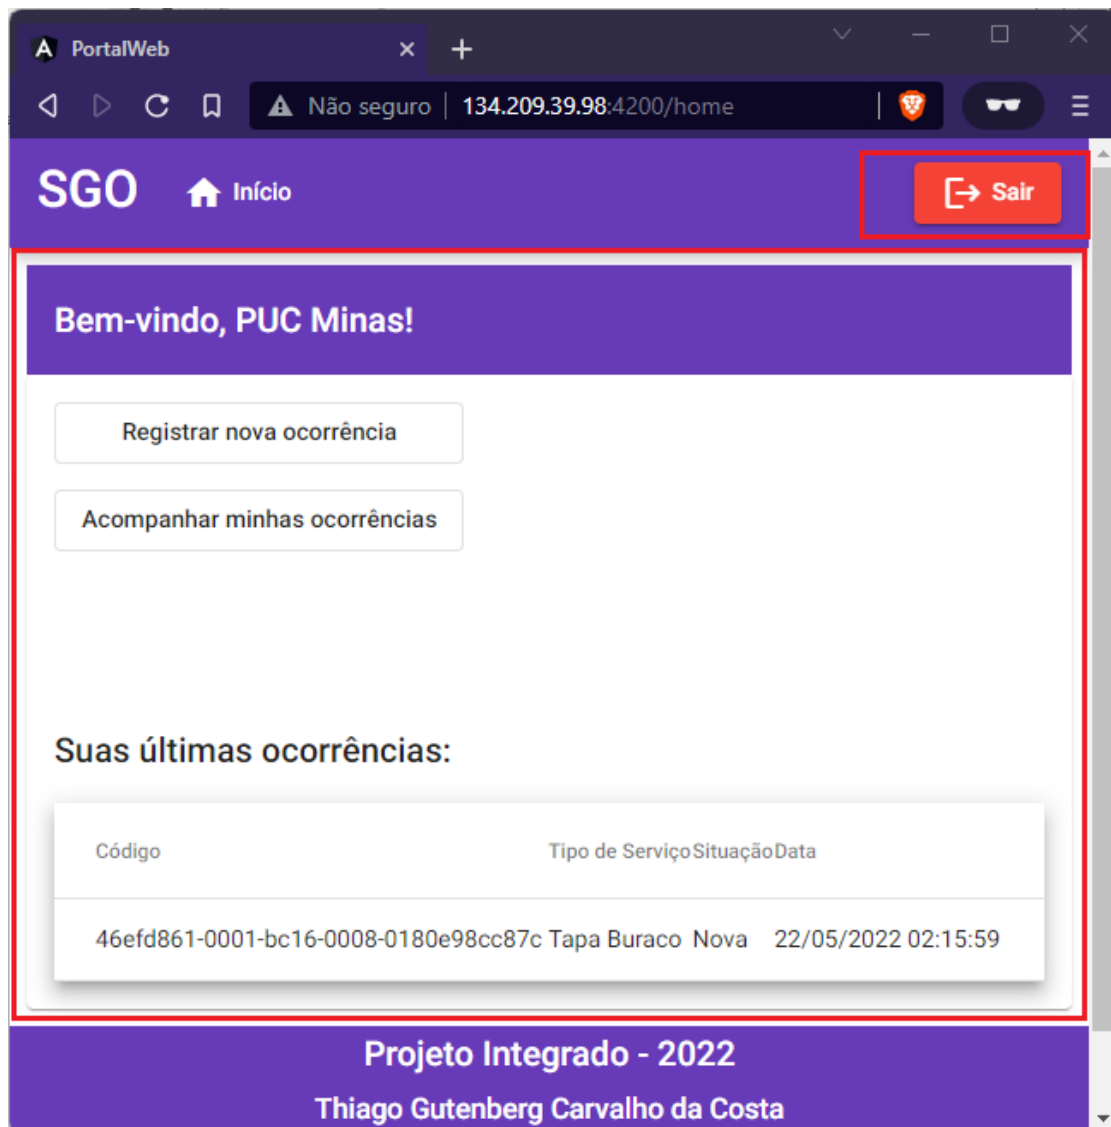 PortalWeb
Não seguro | 134.209.39.98:4200/home
SGO Início Sair
Bem-vindo, PUC Minas!
Registrar nova ocorrência
Acompanhar minhas ocorrências
Suas últimas ocorrências:
Código Tipo de Serviço Situação Data
46efd861-0001-bc16-0008-0180e98cc87c Tapa Buraco Nova 22/05/2022 02:15:59
Projeto Integrado - 2022
Thiago Gutenberg Carvalho da Costa